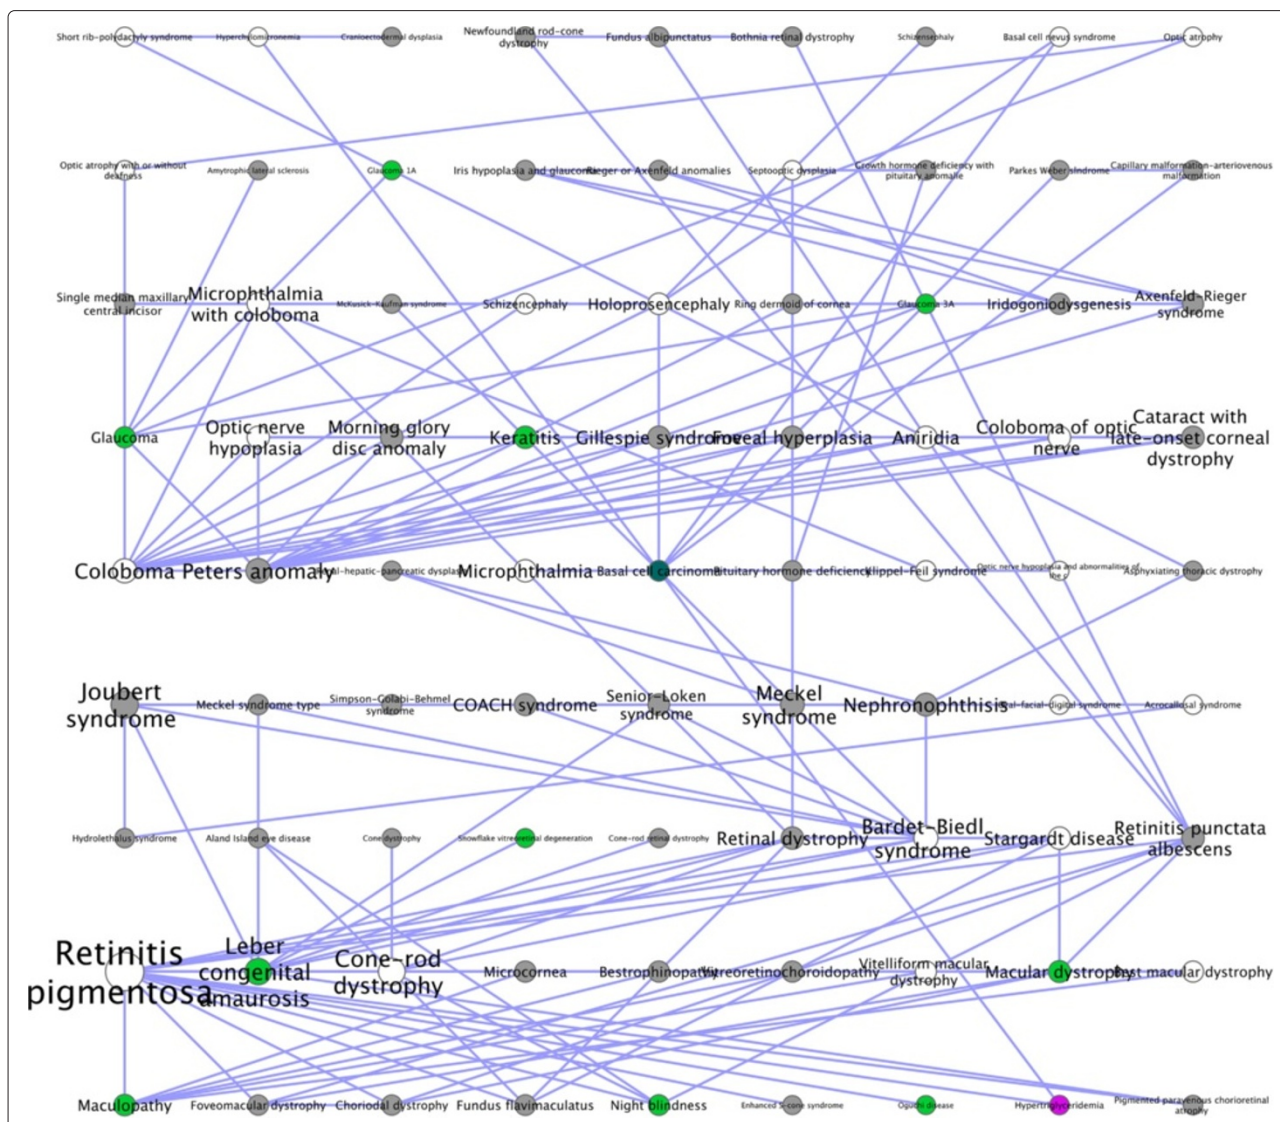 Short rib-polydactyly syndrome
Cranioectodermal dysplasia
Newfoundland rod-cone
dystrophy
Fundus albipunctatus
Bothnia retinal dystrophy
Schizensephaly
Basal cell nevus syndrome
Optic atrophy
Optic atrophy with or without
deafness
Amyotrophic lateral sclerosis
Glaucoma 1A
Iris hypoplasia and glaucoma
Rieger or Axenfeld anomalies
Septooptic dysplasia
Growth hormone deficiency with
pituitary anomalie
Parkes Weber sindrome
Capillary malformation-arteriovenous
malformation
Single median maxillary
central incisor
Microphthalmia
with coloboma
McKusick-Kaufman syndrome
Schizencephaly
Holoprosencephaly
Ring dermoid of cornea
Glaucoma 3A
Iridogoniodysgenesis
Axenfeld-Rieger
syndrome
Glaucoma
Optic nerve
hypoplasia
Morning glory
disc anomaly
Keratitis
Gillespie syndrome
Foveal hyperplasia
Aniridia
Coloboma of optic
nerve
Cataract with
late-onset corneal
dystrophy
Coloboma
Peters anomaly
Microphthalmia
Basal cell carcinoma
Pituitary hormone deficiency
Klippel-Feil syndrome
Optic nerve hypoplasia and abnormalities of
the
Asphyxiating thoracic dystrophy
Joubert
syndrome
Meckel syndrome type
Simpson-Golabi-Behmel
syndrome
COACH syndrome
Senior-Loken
syndrome
Meckel
syndrome
Nephronophthisis
Acrocallosal syndrome
Hydrolethalus syndrome
Aland Island eye disease
Cone dystrophy
Snowflake vitreoretinal degeneration
Cone-rod retinal dystrophy
Retinal dystrophy
Bardet-Biedl
syndrome
Stargardt disease
Retinitis punctata
albescens
Retinitis
pigmentosa
Leber
congenital
amaurosis
Cone-rod
dystrophy
Microcornea
Bestrophinopathy
Vitreoretinochoroidopathy
Vitelliform macular
dystrophy
Macular dystrophy
Best macular dystrophy
Maculopathy
Foveomacular dystrophy
Choriodal dystrophy
Fundus flavimaculatus
Night blindness
Enhanced S-cone syndrome
Oguchi disease
Hypertriglyceridemia
Pigmented paravenous chorioretinal
atrophy